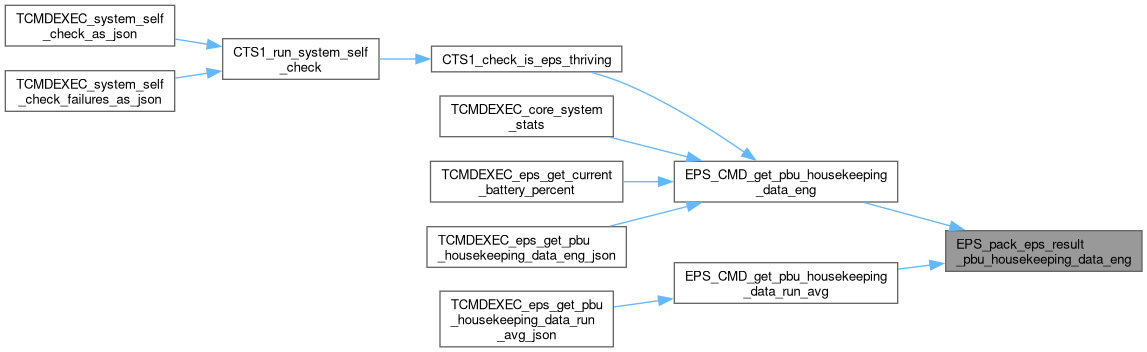 TCMDEXEC_system_self
_check_as_json
TCMDEXEC_system_self
_check_failures_as_json
CTS1_run_system_self
_check
CTS1_check_is_eps_thriving
TCMDEXEC_core_system
_stats
TCMDEXEC_eps_get_current
_battery_percent
TCMDEXEC_eps_get_pbu
_housekeeping_data_eng_json
TCMDEXEC_eps_get_pbu
_housekeeping_data_run
_avg_json
EPS_CMD_get_pbu_housekeeping
_data_eng
EPS_CMD_get_pbu_housekeeping
_data_run_avg
EPS_pack_eps_result
_pbu_housekeeping_data_eng